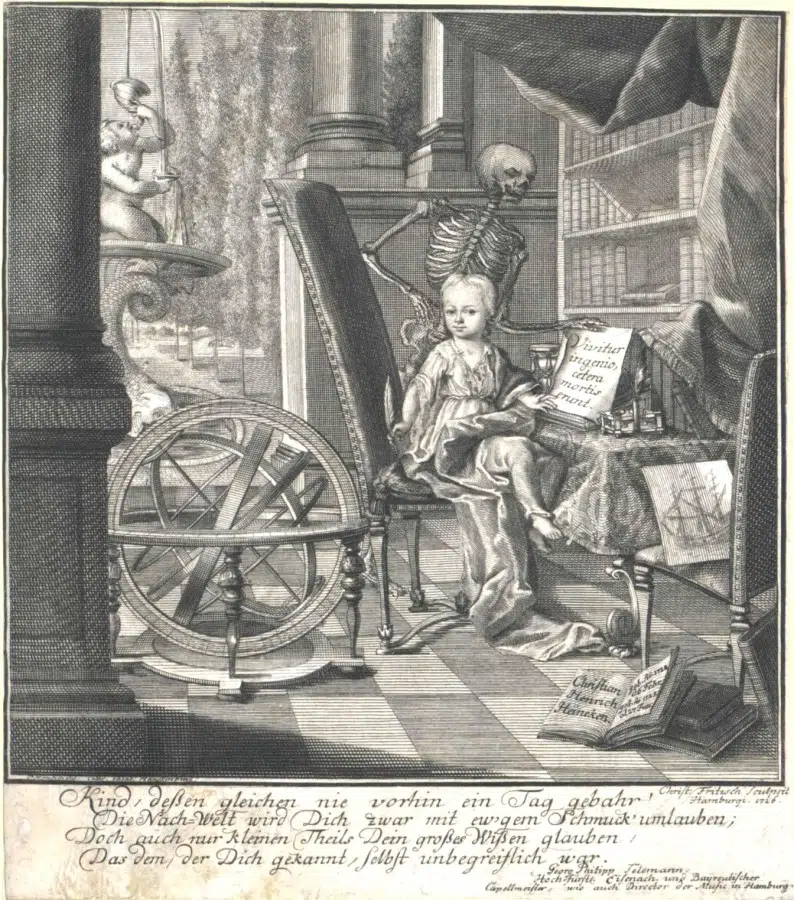 Vivitur
ingenio,
cetera
mortis
erunt.
Christian
Henrich
Heineken.
Christ. Fritzsch Sculpsit
Hamburgi. 1726.
Kind, deßen gleichen nie vorhin ein Tag gebahr!
Die Nach-Welt wird Dich zwar mit ew'gem Schmuck umlauben;
Doch auch nur kleinen Theils Dein großes Wißen glauben,
Das dem, der Dich gekannt, selbst unbegreiflich war.
Georg Philipp Telemann,
Hoch-Fürstl. Eisenach. und Bayreutischer
Capellmeister, wie auch Director der Music in Hamburg.